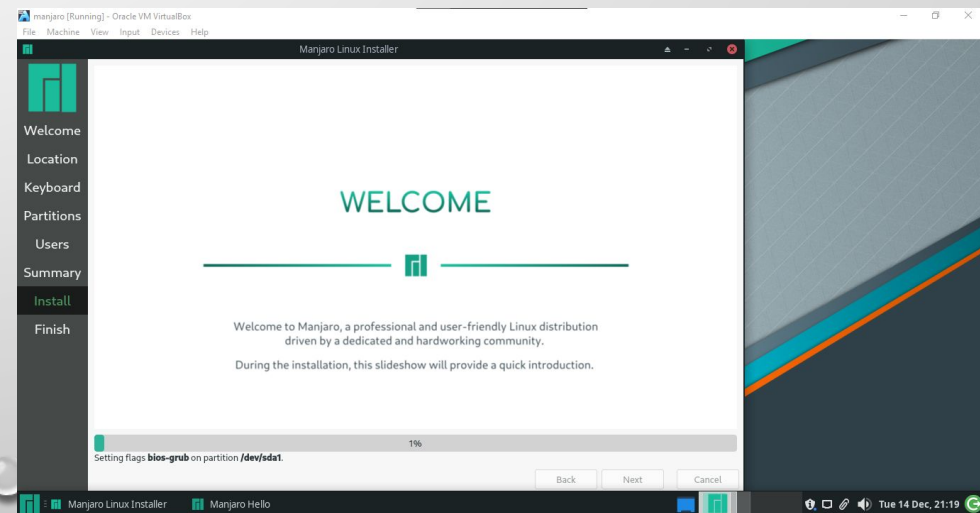 manjaro [Running] - Oracle VM VirtualBox
File Machine View Input Devices Help
Manjaro Linux Installer
Welcome
Location
Keyboard
Partitions
Users
Summary
Install
Finish
WELCOME
Welcome to Manjaro, a professional and user-friendly Linux distribution
driven by a dedicated and hardworking community.
During the installation, this slideshow will provide a quick introduction.
1%
Setting flags bios-grub on partition /dev/sda1.
Back Next Cancel
Manjaro Linux Installer Manjaro Hello Tue 14 Dec, 21:19